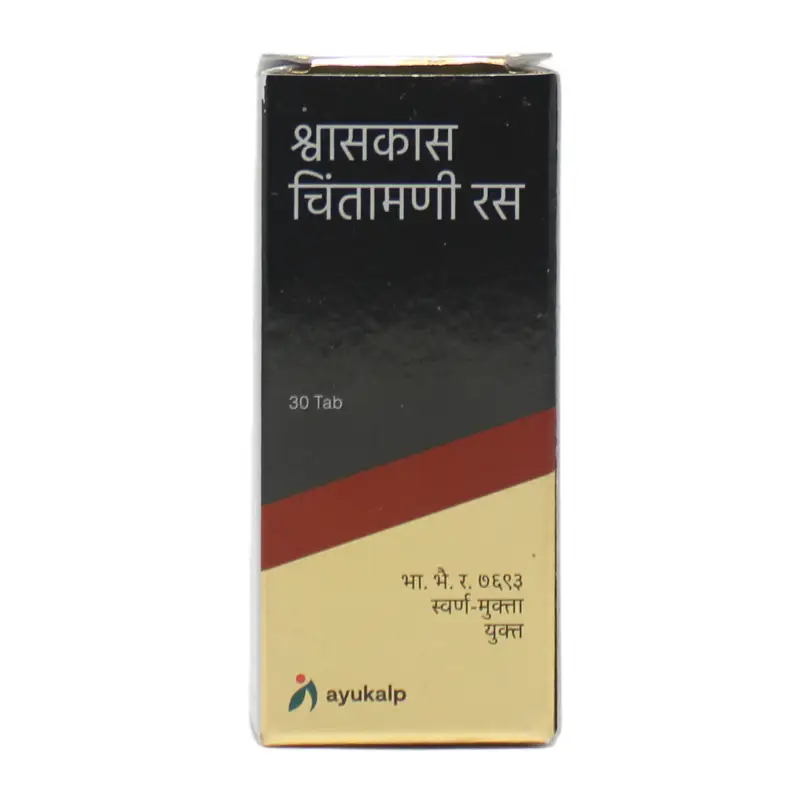 श्वासकास
चिंतामणी रस
30 Tab
भा. भै. र. ७६९३
स्वर्ण-मुक्ता
युक्त
ayukalp